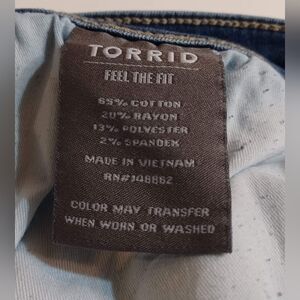 TORRID
FEEL THE FIT
65% COTTON
20% RAYON
13% POLYESTER
2% SPANDEX
MADE IN VIETNAM
RN#148862
COLOR MAY TRANSFER
WHEN WORN OR WASHED